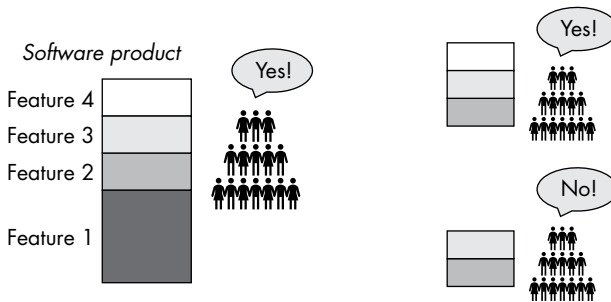 Software product
Yes!
Feature 4
Feature 3
Feature 2
Feature 1
Yes!
No!